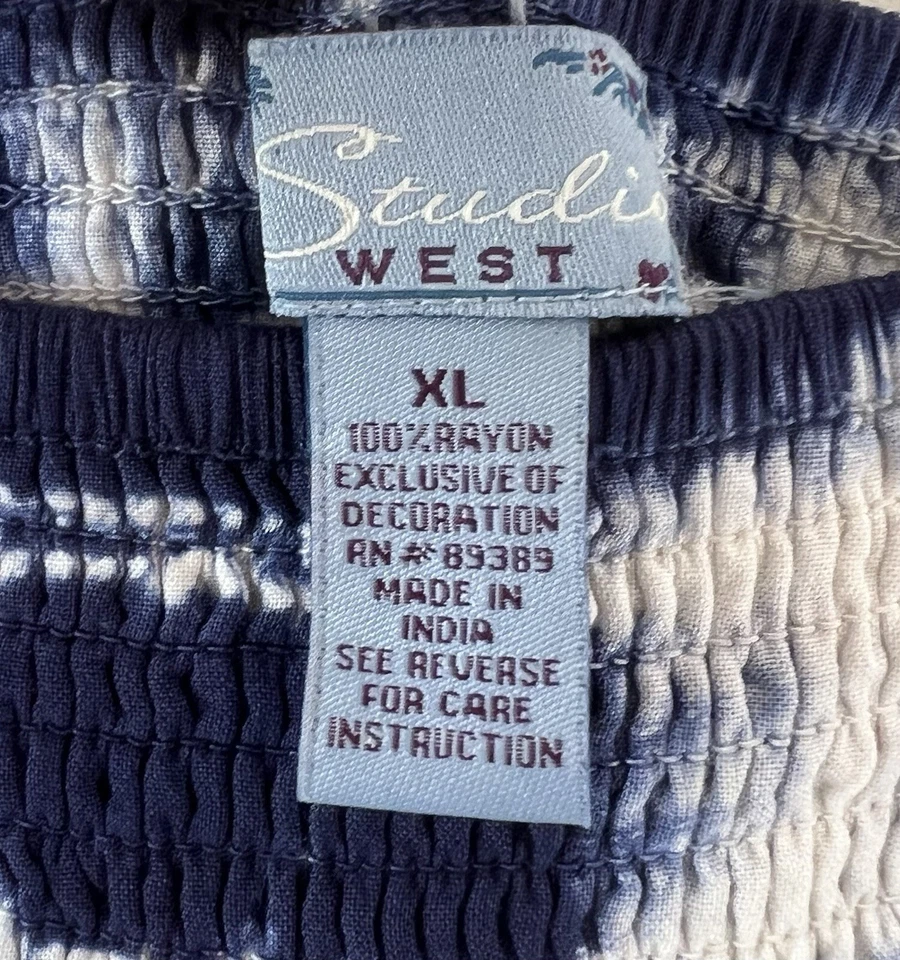 Studio
WEST
XL
100%RAYON
EXCLUSIVE OF
DECORATION
RN#89389
MADE IN
INDIA
SEE REVERSE
FOR CARE
INSTRUCTION